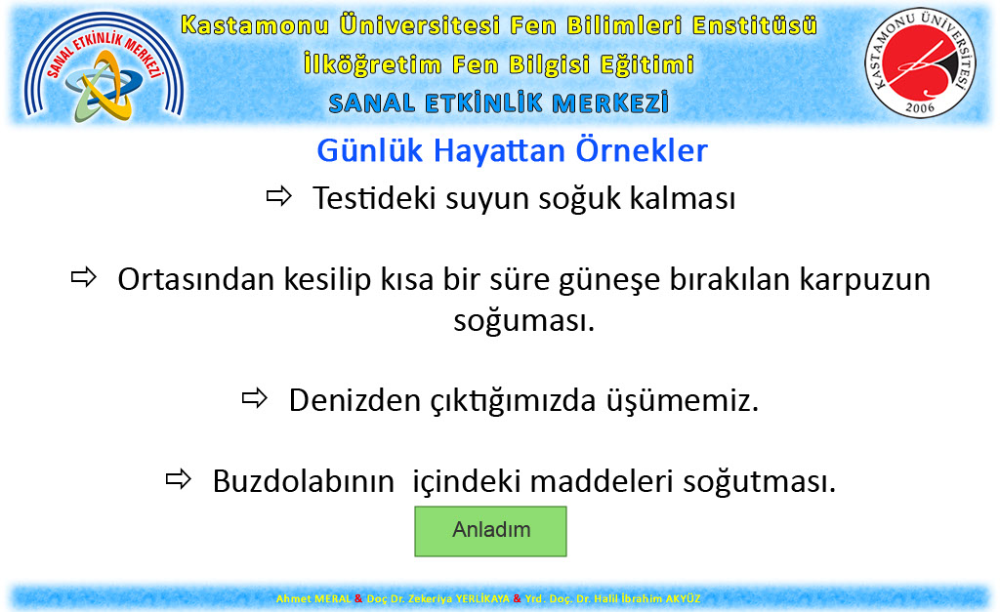 SANAL ETKİNLİK MERKEZİ
Kastamonu Üniversitesi Fen Bilimleri Enstitüsü
İlköğretim Fen Bilgisi Eğitimi
SANAL ETKİNLİK MERKEZİ
KASTAMONU ÜNİVERSİTESİ
2006
Günlük Hayattan Örnekler
⇨ Testideki suyun soğuk kalması
⇨ Ortasından kesilip kısa bir süre güneşe bırakılan karpuzun
soğuması.
⇨ Denizden çıktığımızda üşümemiz.
⇨ Buzdolabının içindeki maddeleri soğutması.
Anladım
Ahmet MERAL & Doç Dr. Zekeriya YERLİKAYA & Yrd. Doç. Dr. Halil İbrahim AKYÜZ